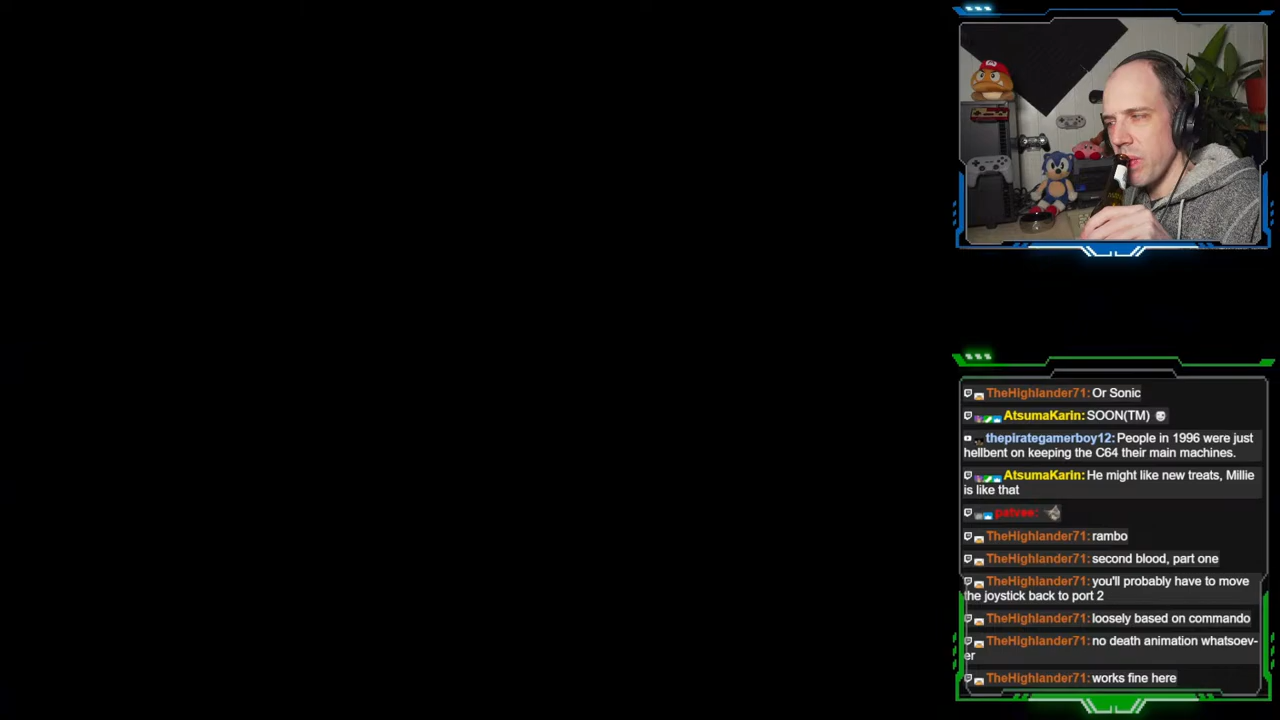 TheHighlander71: Or Sonic
AtsumaKarin: SOON(TM)
thepirategamerboy12: People in 1996 were just
hellbent on keeping the C64 their main machines.
AtsumaKarin: He might like new treats, Millie
is like that
petvee:
TheHighlander71: rambo
TheHighlander71: second blood, part one
TheHighlander71: you'll probably have to move
the joystick back to port 2
TheHighlander71: loosely based on commando
TheHighlander71: no death animation whatsoev-
er
TheHighlander71: works fine here